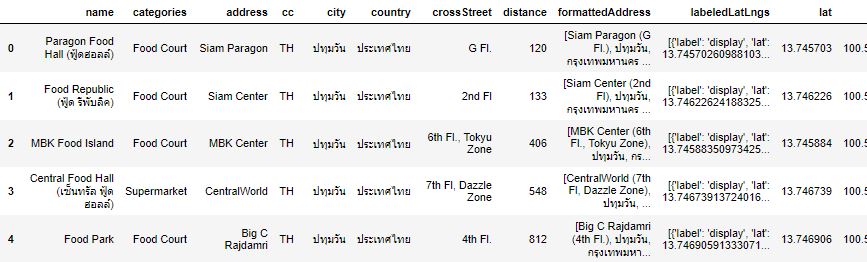 name categories address cc city country crossStreet distance formattedAddress labeledLatLngs lat
0
Paragon Food
Hall (ฟู้ดฮอลล์)
Food Court
Siam Paragon
TH
ปทุมวัน
ประเทศไทย
G Fl.
120
[Siam Paragon (G
Fl.), ปทุมวัน,
กรุงเทพมหานคร ...
[{'label': 'display', 'lat':
13.74570260988103...
13.745703
100.5
1
Food Republic
(ฟู้ด รีพับลิค)
Food Court
Siam Center
TH
ปทุมวัน
ประเทศไทย
2nd Fl
133
[Siam Center (2nd
Fl), ปทุมวัน,
กรุงเทพมหานคร ...
[{'label': 'display', 'lat':
13.74622624188325...
13.746226
100.5
2
MBK Food Island
Food Court
MBK Center
TH
ปทุมวัน
ประเทศไทย
6th Fl., Tokyu
Zone
406
[MBK Center (6th
Fl., Tokyu Zone),
ปทุมวัน, กร...
[{'label': 'display', 'lat':
13.74588350973425...
13.745884
100.5
3
Central Food Hall
(เซ็นทรัล ฟู้ด
ฮอลล์)
Supermarket
CentralWorld
TH
ปทุมวัน
ประเทศไทย
7th Fl, Dazzle
Zone
548
[CentralWorld (7th
Fl, Dazzle Zone),
ปทุมวัน, ...
[{'label': 'display', 'lat':
13.74673913724016...
13.746739
100.5
4
Food Park
Food Court
Big C
Rajdamri
TH
ปทุมวัน
ประเทศไทย
4th Fl.
812
[Big C Rajdamri
(4th Fl.), ปทุมวัน,
กรุงเทพมหา...
[{'label': 'display', 'lat':
13.74690591333071...
13.746906
100.5